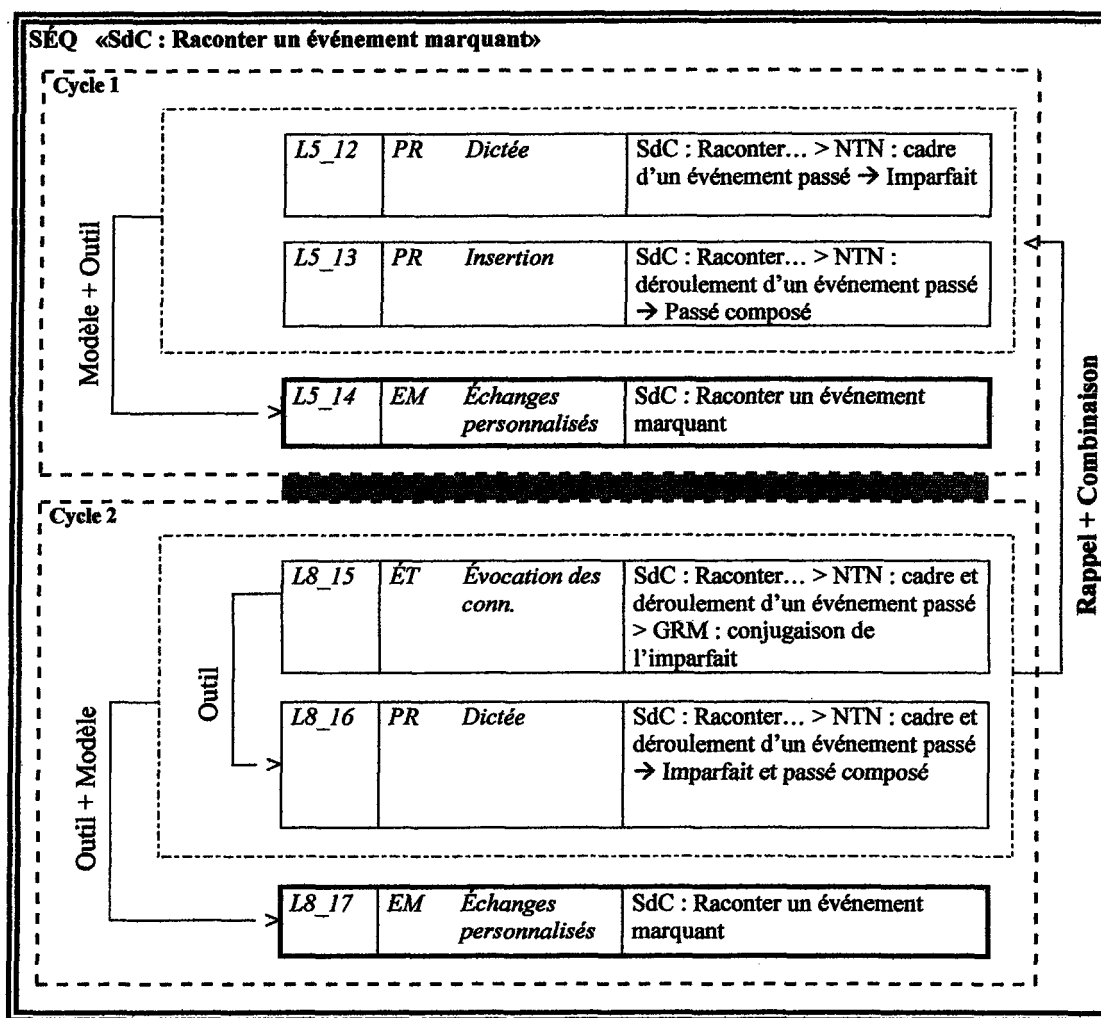 SÉQ «SdC : Raconter un événement marquant»
Cycle 1
L5_12 PR Dictée SdC : Raconter… > NTN : cadre
d'un événement passé → Imparfait
L5_13 PR Insertion SdC : Raconter… > NTN :
déroulement d'un événement passé
→ Passé composé
Modèle + Outil
L5_14 EM Échanges SdC : Raconter un événement
personnalisés marquant
Rappel + Combinaison
Cycle 2
L8_15 ÉT Évocation des SdC : Raconter… > NTN : cadre et
conn. déroulement d'un événement passé
> GRM : conjugaison de
l'imparfait
Outil
L8_16 PR Dictée SdC : Raconter… > NTN : cadre et
déroulement d'un événement passé
→ Imparfait et passé composé
Outil + Modèle
L8_17 EM Échanges SdC : Raconter un événement
personnalisés marquant